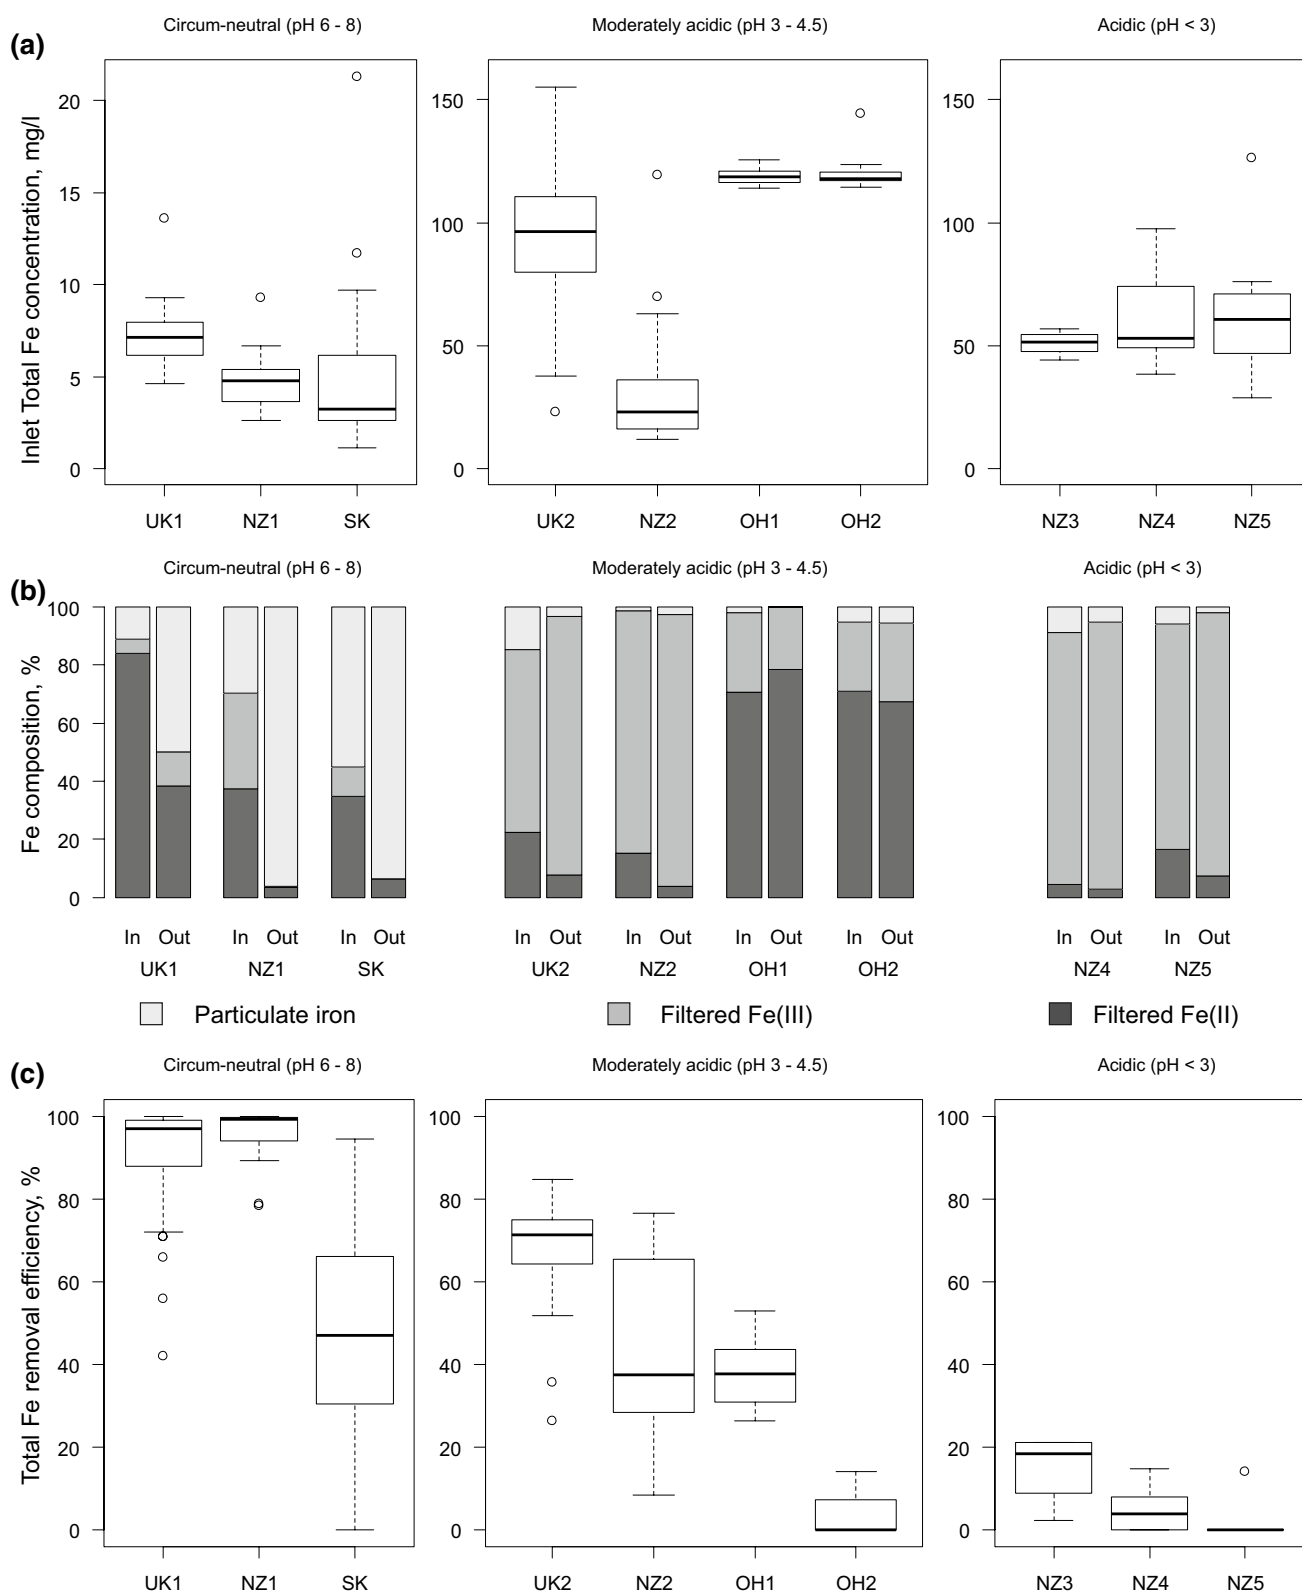 (a)
Circum-neutral (pH 6 - 8)
Moderately acidic (pH 3 - 4.5)
Acidic (pH < 3)
Inlet Total Fe concentration, mg/l
20
15
10
5
0
150
100
50
0
150
100
50
0
UK1 NZ1 SK
UK2 NZ2 OH1 OH2
NZ3 NZ4 NZ5
(b)
Circum-neutral (pH 6 - 8)
Moderately acidic (pH 3 - 4.5)
Acidic (pH < 3)
Fe composition, %
100
80
60
40
20
0
In Out In Out In Out
In Out In Out In Out In Out
In Out In Out
UK1 NZ1 SK
UK2 NZ2 OH1 OH2
NZ4 NZ5
Particulate iron
Filtered Fe(III)
Filtered Fe(II)
(c)
Circum-neutral (pH 6 - 8)
Moderately acidic (pH 3 - 4.5)
Acidic (pH < 3)
Total Fe removal efficiency, %
100
80
60
40
20
0
100
80
60
40
20
0
100
80
60
40
20
0
UK1 NZ1 SK
UK2 NZ2 OH1 OH2
NZ3 NZ4 NZ5